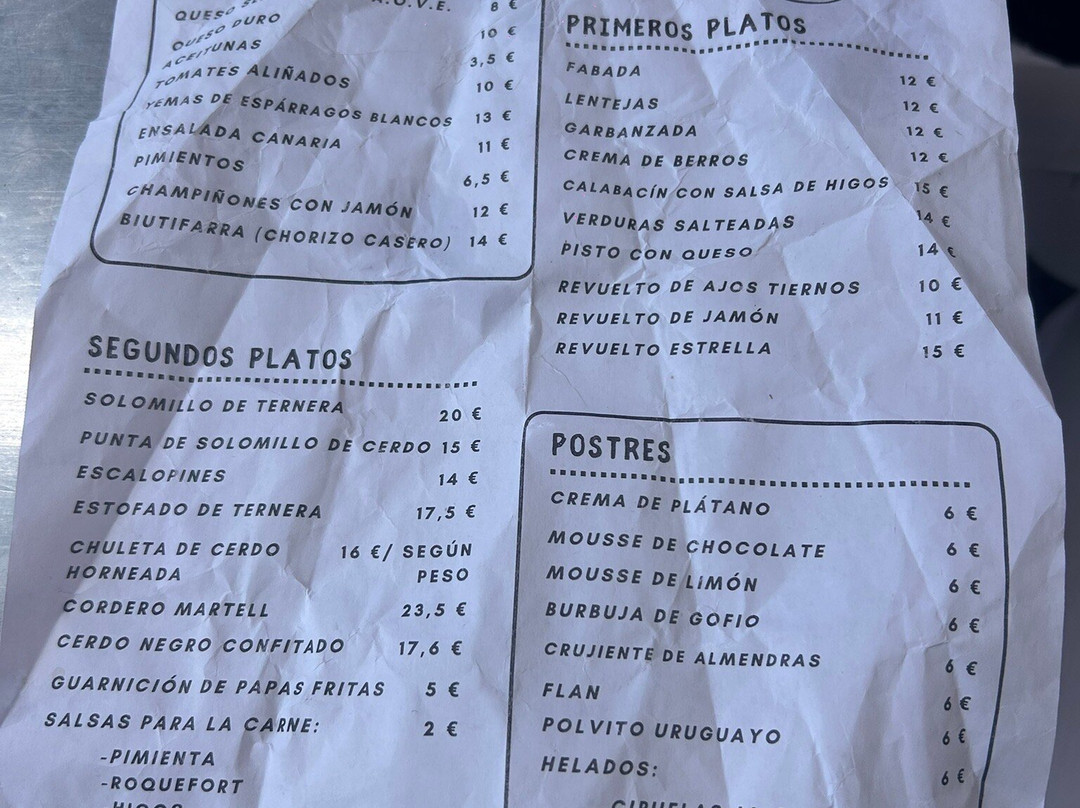 A.O.V.E. 8 €
QUESO
QUESO DURO 10 €
ACEITUNAS 3,5 €
TOMATES ALIÑADOS 10 €
YEMAS DE ESPÁRRAGOS BLANCOS 13 €
ENSALADA CANARIA 11 €
PIMIENTOS 6,5 €
CHAMPIÑONES CON JAMÓN 12 €
BIUTIFARRA (CHORIZO CASERO) 14 €
SEGUNDOS PLATOS
SOLOMILLO DE TERNERA 20 €
PUNTA DE SOLOMILLO DE CERDO 15 €
ESCALOPINES 14 €
ESTOFADO DE TERNERA 17,5 €
CHULETA DE CERDO 16 €/ SEGÚN
HORNEADA PESO
CORDERO MARTELL 23,5 €
CERDO NEGRO CONFITADO 17,6 €
GUARNICIÓN DE PAPAS FRITAS 5 €
SALSAS PARA LA CARNE: 2 €
-PIMIENTA
-ROQUEFORT
-HIGOS
PRIMEROS PLATOS
FABADA 12 €
LENTEJAS 12 €
GARBANZADA 12 €
CREMA DE BERROS 12 €
CALABACÍN CON SALSA DE HIGOS 15 €
VERDURAS SALTEADAS 14 €
PISTO CON QUESO 14 €
REVUELTO DE AJOS TIERNOS 10 €
REVUELTO DE JAMÓN 11 €
REVUELTO ESTRELLA 15 €
POSTRES
CREMA DE PLÁTANO 6 €
MOUSSE DE CHOCOLATE 6 €
MOUSSE DE LIMÓN 6 €
BURBUJA DE GOFIO 6 €
CRUJIENTE DE ALMENDRAS 6 €
FLAN 6 €
POLVITO URUGUAYO 6 €
HELADOS: 6 €